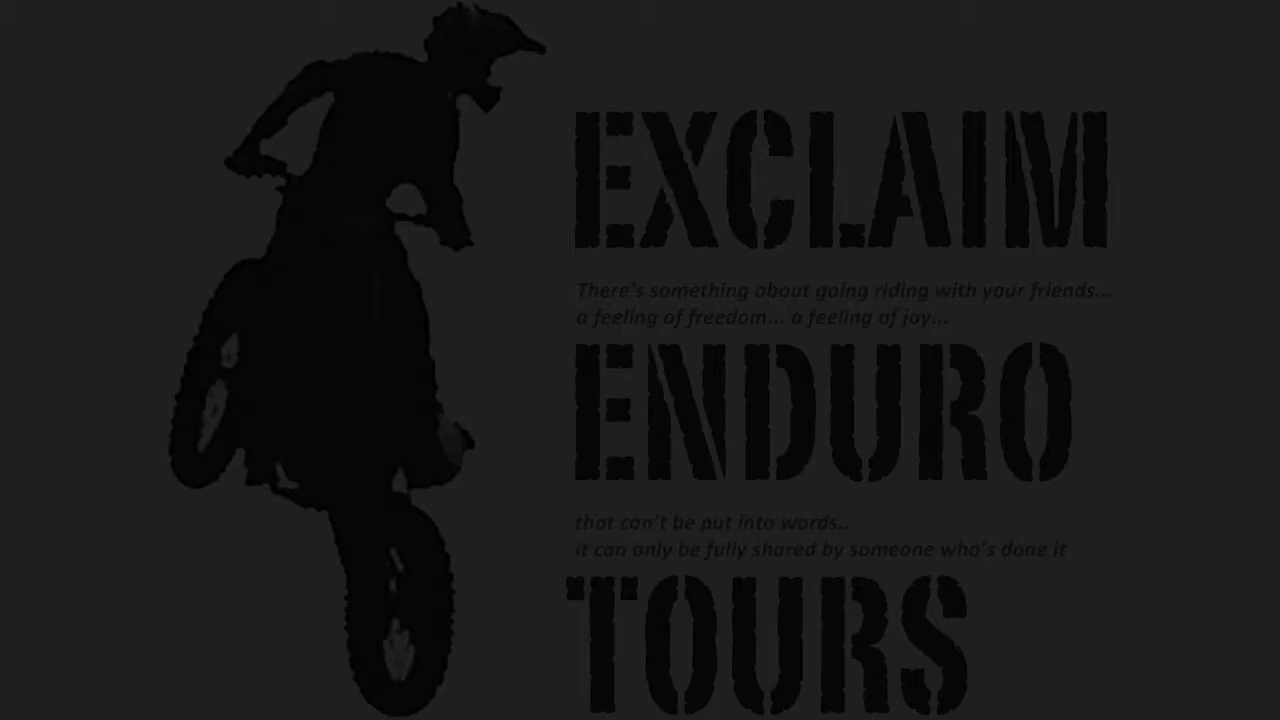 EXCLAIM
There's something about going riding with your friends...
a feeling of freedom... a feeling of joy...
ENDURO
that can't be put into words..
it can only be fully shared by someone who's done it
TOURS